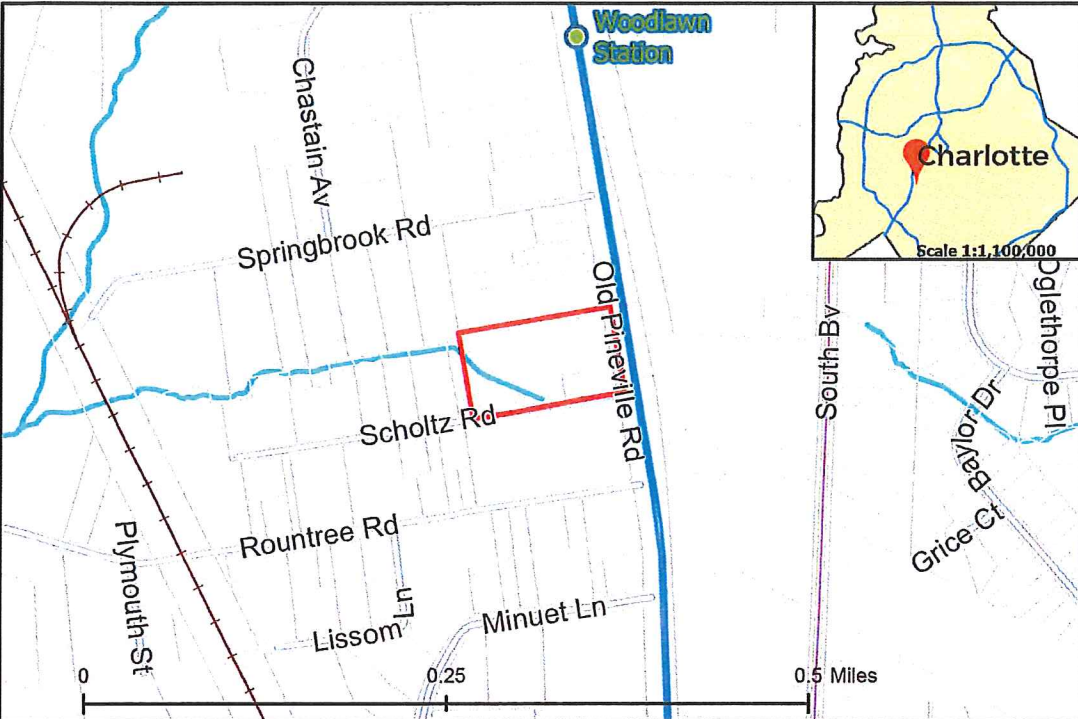 Woodlawn
Station
Chastain Av
Charlotte
Scale 1:1,100,000
Springbrook Rd
Old Pineville Rd
South Bv
Oglethorpe Pl
Baylor Dr
Scholtz Rd
Grice Ct
Rountree Rd
Plymouth St
Lissom
Ln
Minuet Ln
0
0.25
0.5 Miles